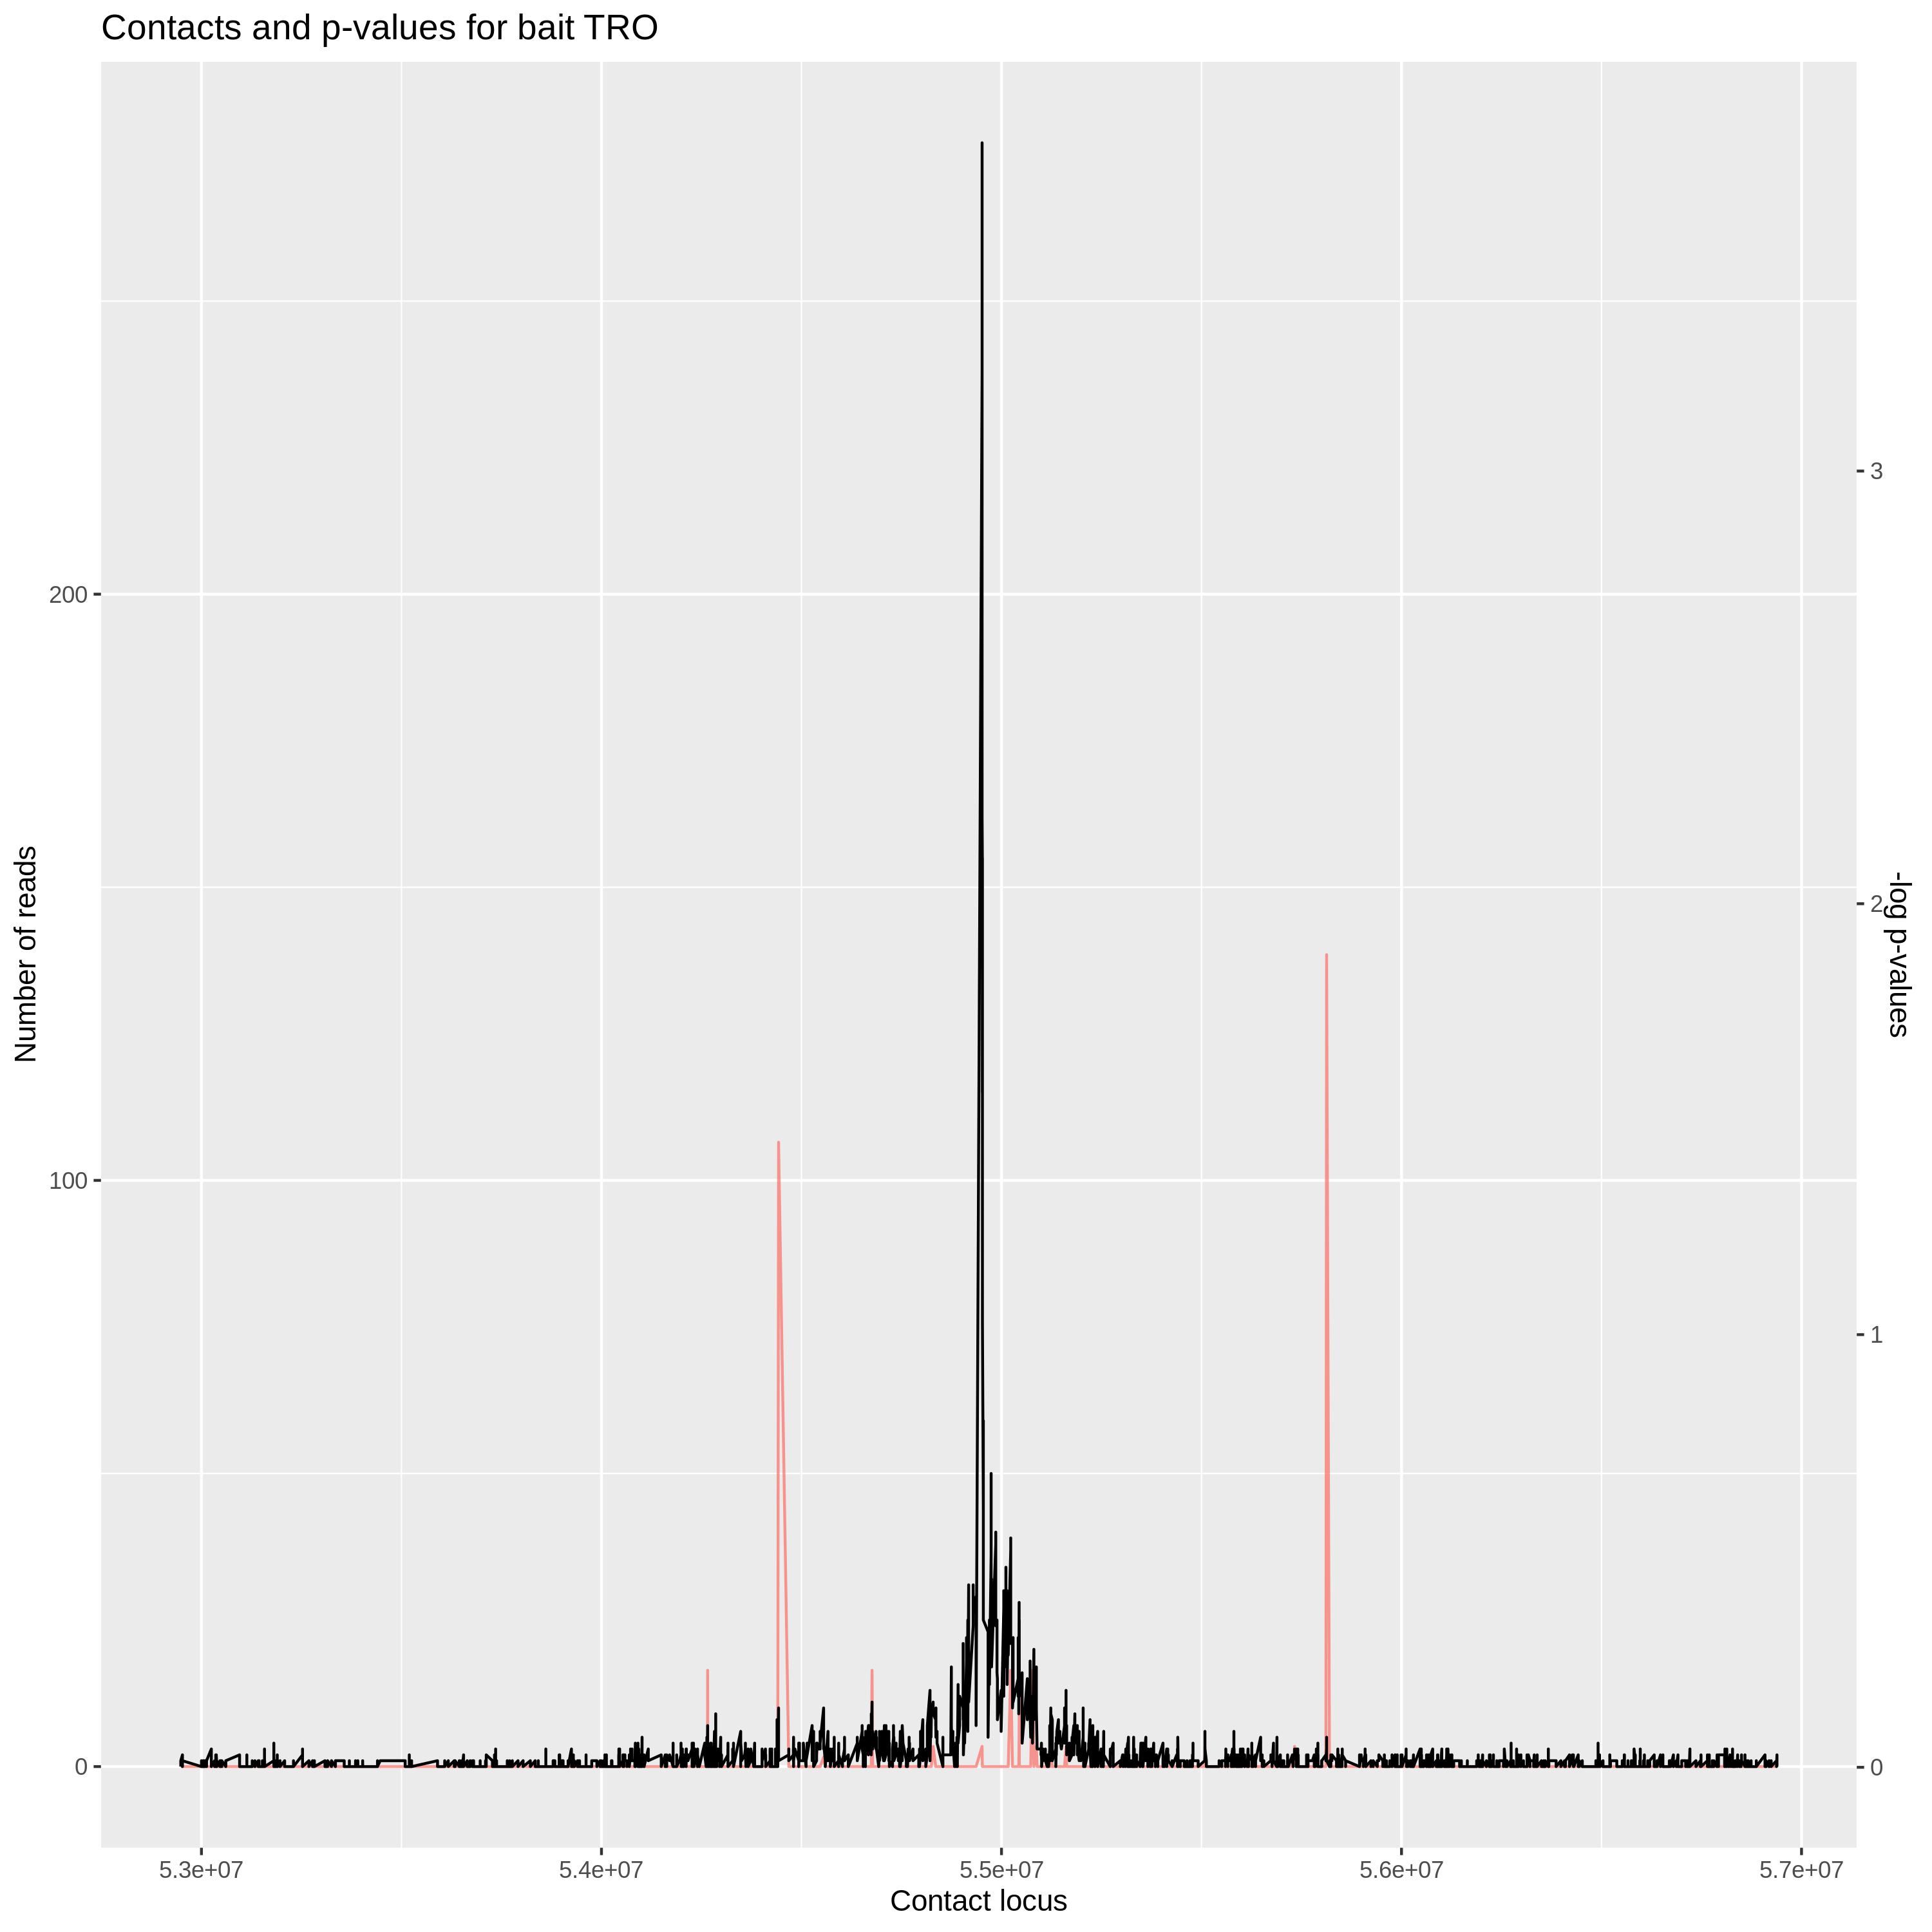 Contacts and p-values for bait TRO
Number of reads
200
100
0
3
2
1
0
-log p-values
5.3e+07
5.4e+07
5.5e+07
5.6e+07
5.7e+07
Contact locus